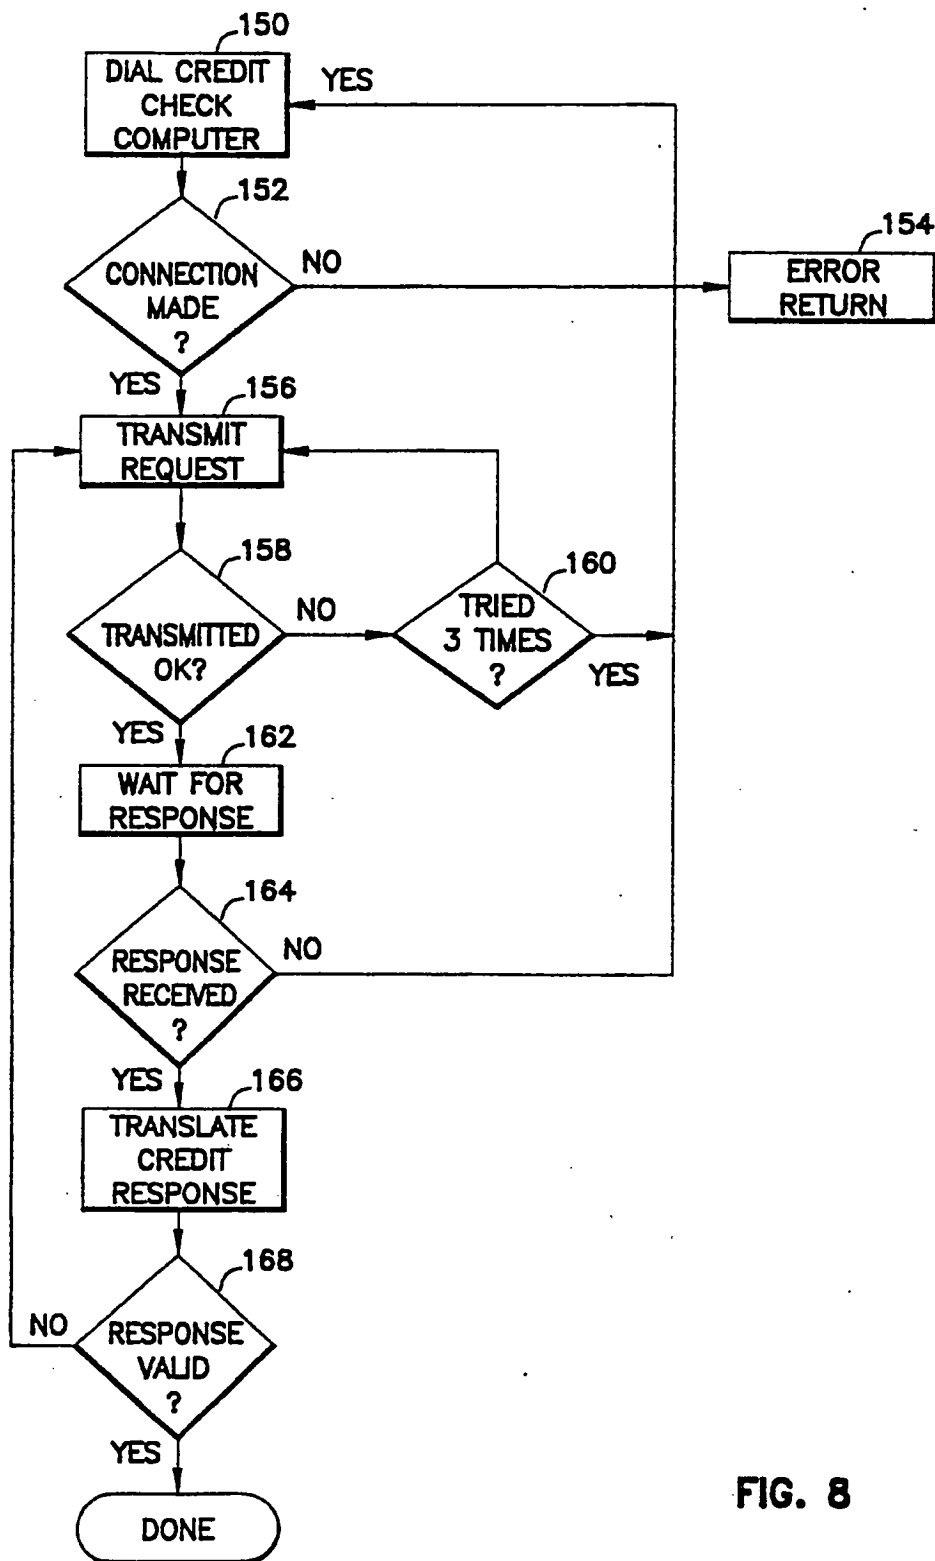 150
DIAL CREDIT
CHECK
COMPUTER
YES
152
CONNECTION
MADE
?
NO
154
ERROR
RETURN
YES
156
TRANSMIT
REQUEST
158
TRANSMITTED
OK?
NO
160
TRIED
3 TIMES
?
YES
YES
162
WAIT FOR
RESPONSE
164
RESPONSE
RECEIVED
?
NO
YES
166
TRANSLATE
CREDIT
RESPONSE
168
RESPONSE
VALID
?
NO
YES
DONE
FIG. 8